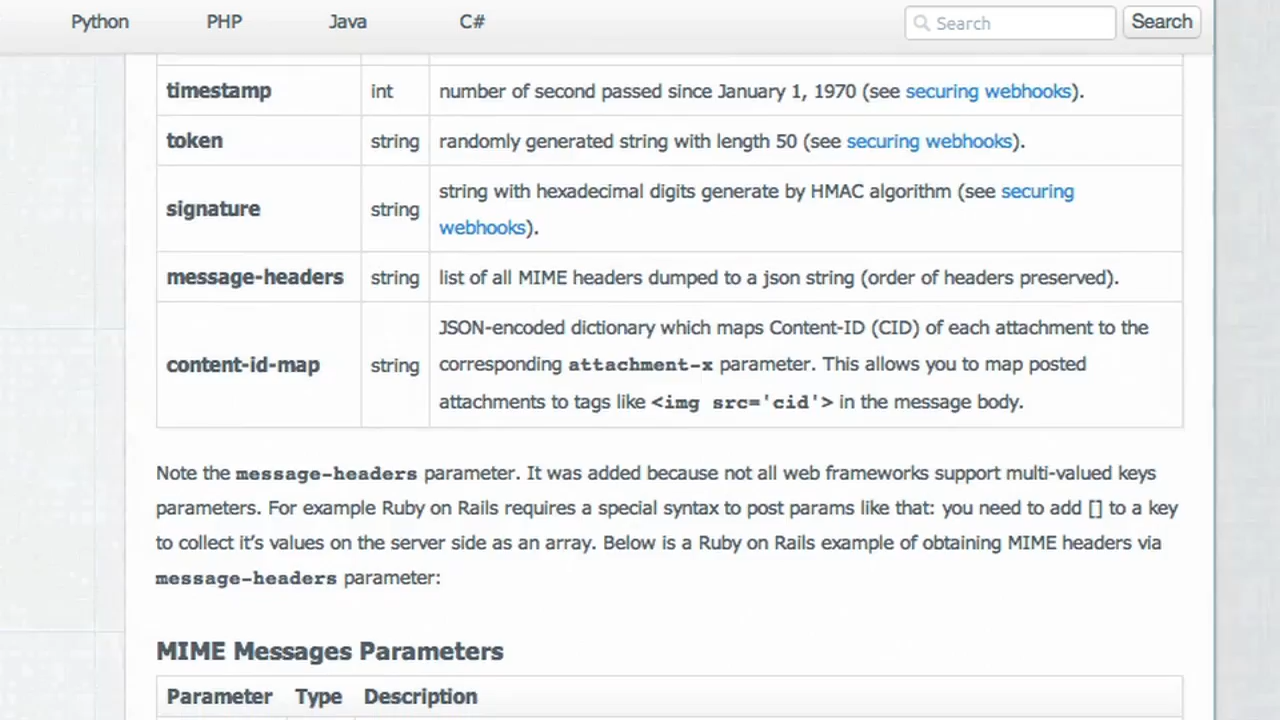 Python PHP Java C# Search Search
timestamp int number of second passed since January 1, 1970 (see securing webhooks).
token string randomly generated string with length 50 (see securing webhooks).
signature string string with hexadecimal digits generate by HMAC algorithm (see securing
webhooks).
message-headers string list of all MIME headers dumped to a json string (order of headers preserved).
content-id-map string JSON-encoded dictionary which maps Content-ID (CID) of each attachment to the
corresponding attachment-x parameter. This allows you to map posted
attachments to tags like <img src='cid'> in the message body.
Note the message-headers parameter. It was added because not all web frameworks support multi-valued keys
parameters. For example Ruby on Rails requires a special syntax to post params like that: you need to add [] to a key
to collect it’s values on the server side as an array. Below is a Ruby on Rails example of obtaining MIME headers via
message-headers parameter:
MIME Messages Parameters
Parameter Type Description